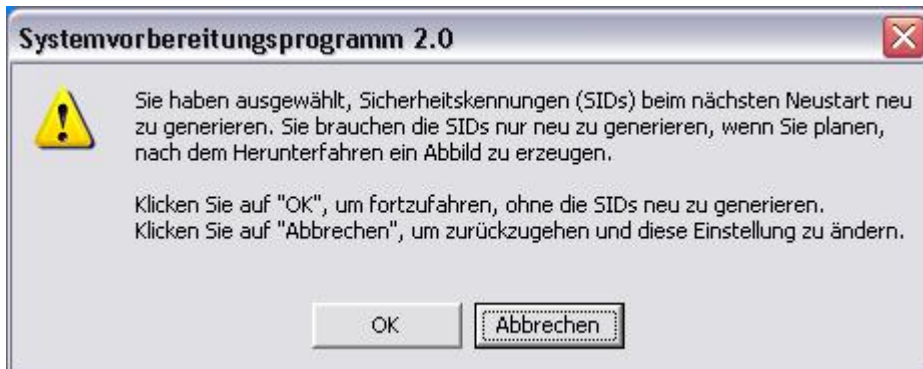 Systemvorbereitungsprogramm 2.0
Sie haben ausgewählt, Sicherheitskennungen (SIDs) beim nächsten Neustart neu
zu generieren. Sie brauchen die SIDs nur neu zu generieren, wenn Sie planen,
nach dem Herunterfahren ein Abbild zu erzeugen.
Klicken Sie auf "OK", um fortzufahren, ohne die SIDs neu zu generieren.
Klicken Sie auf "Abbrechen", um zurückzugehen und diese Einstellung zu ändern.
OK
Abbrechen